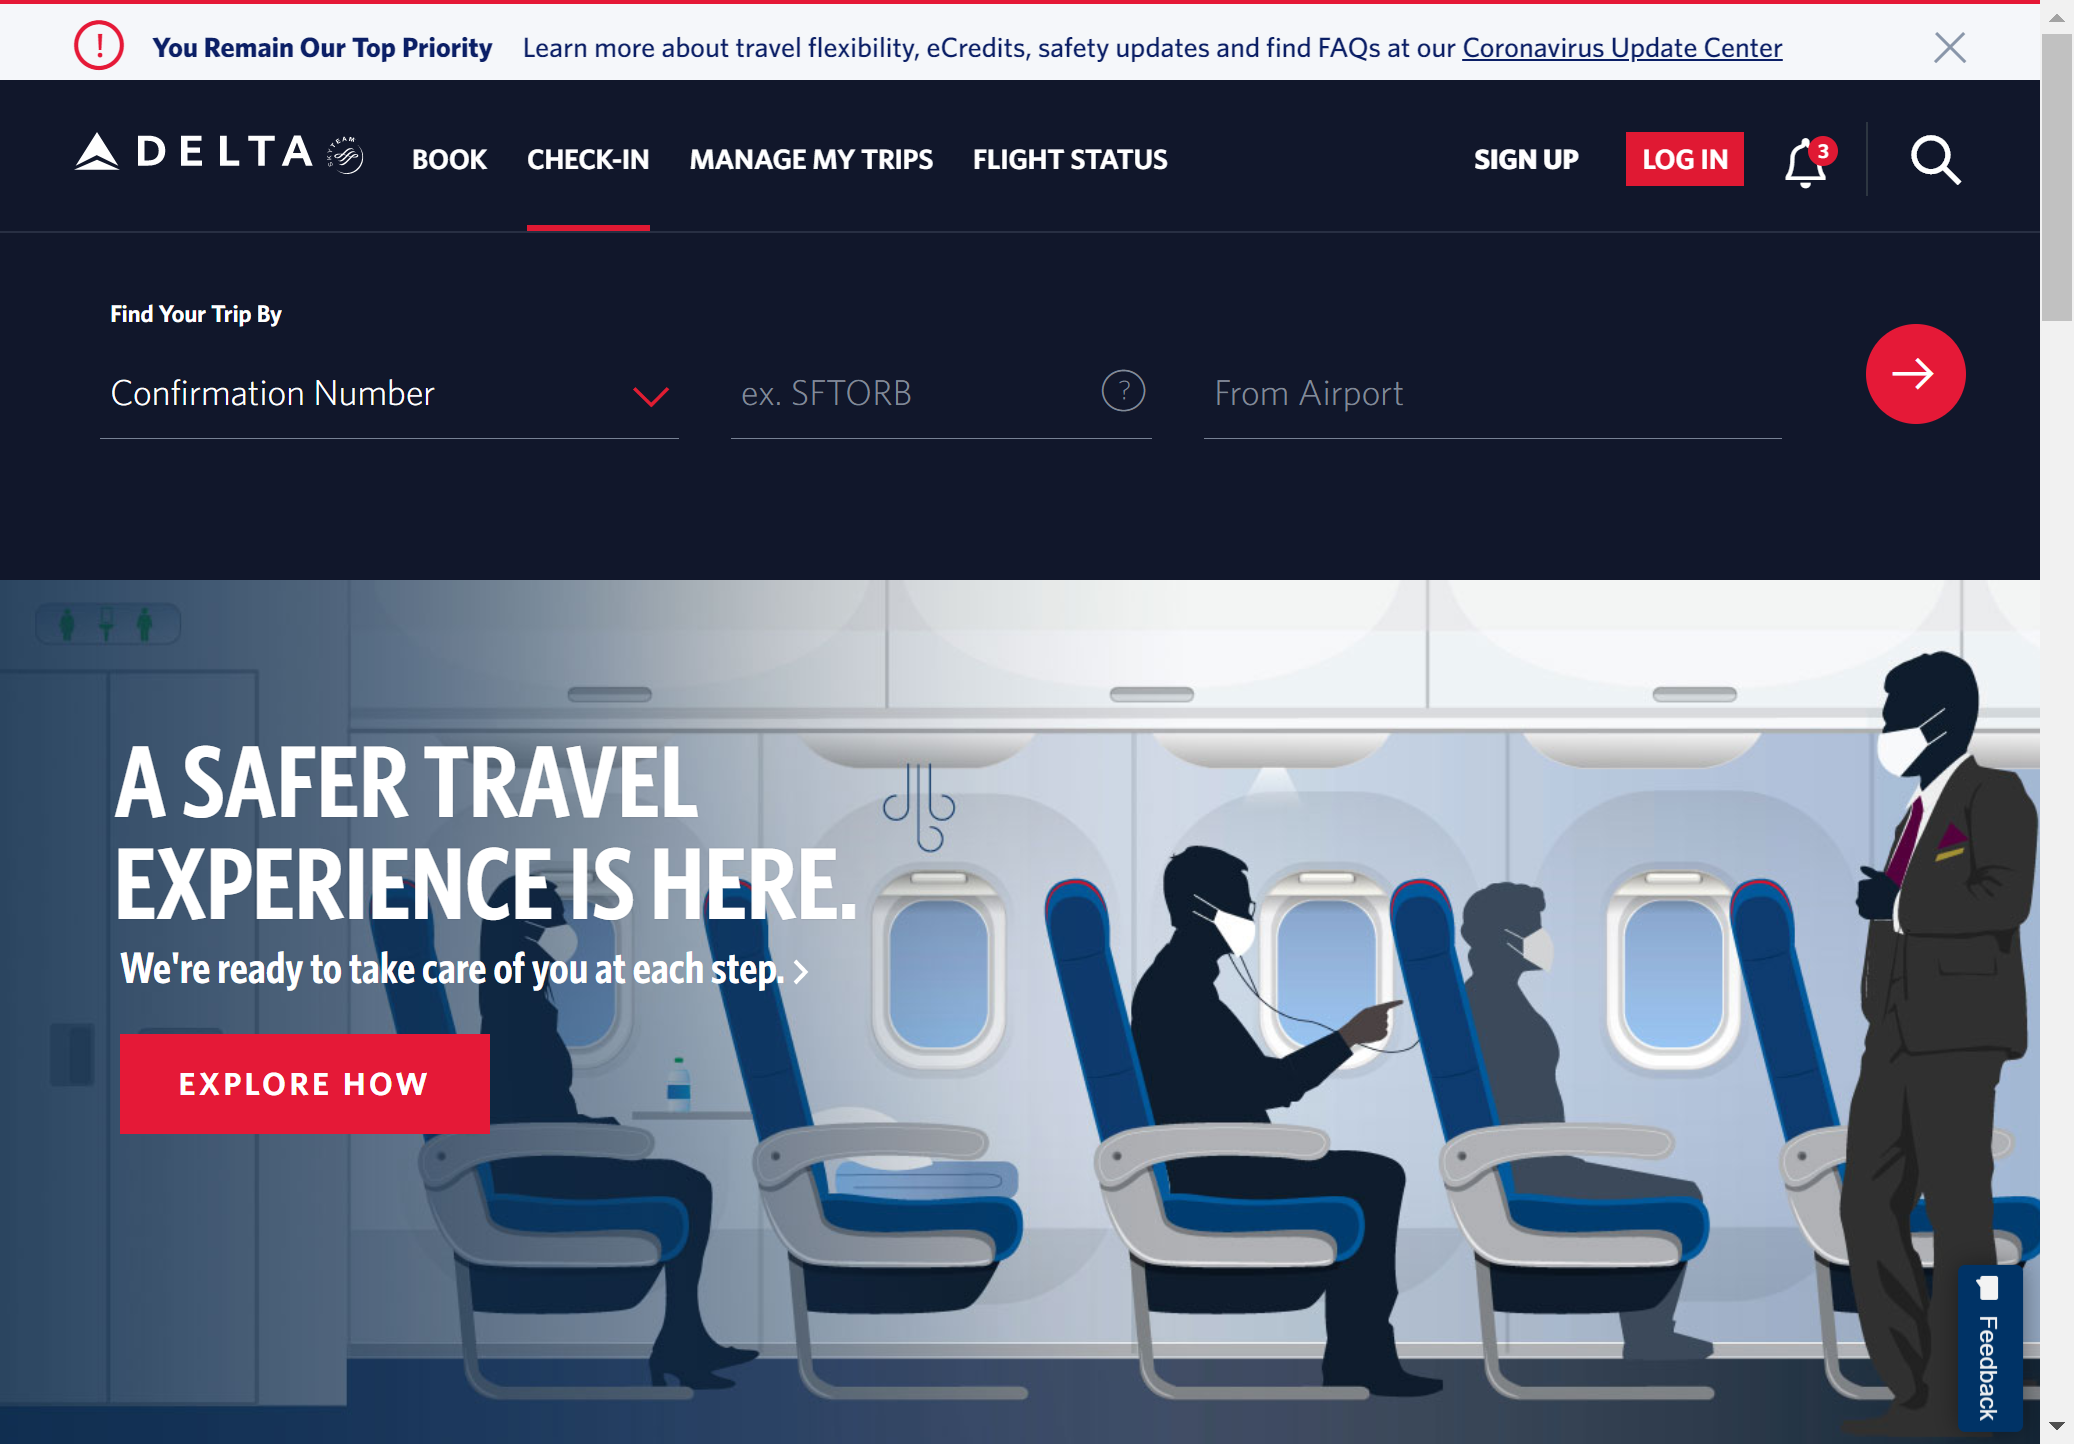 You Remain Our Top Priority Learn more about travel flexibility, eCredits, safety updates and find FAQs at our Coronavirus Update Center
DELTA SKYTEAM BOOK CHECK-IN MANAGE MY TRIPS FLIGHT STATUS SIGN UP LOG IN 3
Find Your Trip By
Confirmation Number ex. SFTORB ? From Airport
A SAFER TRAVEL
EXPERIENCE IS HERE.
We're ready to take care of you at each step. >
EXPLORE HOW
Feedback